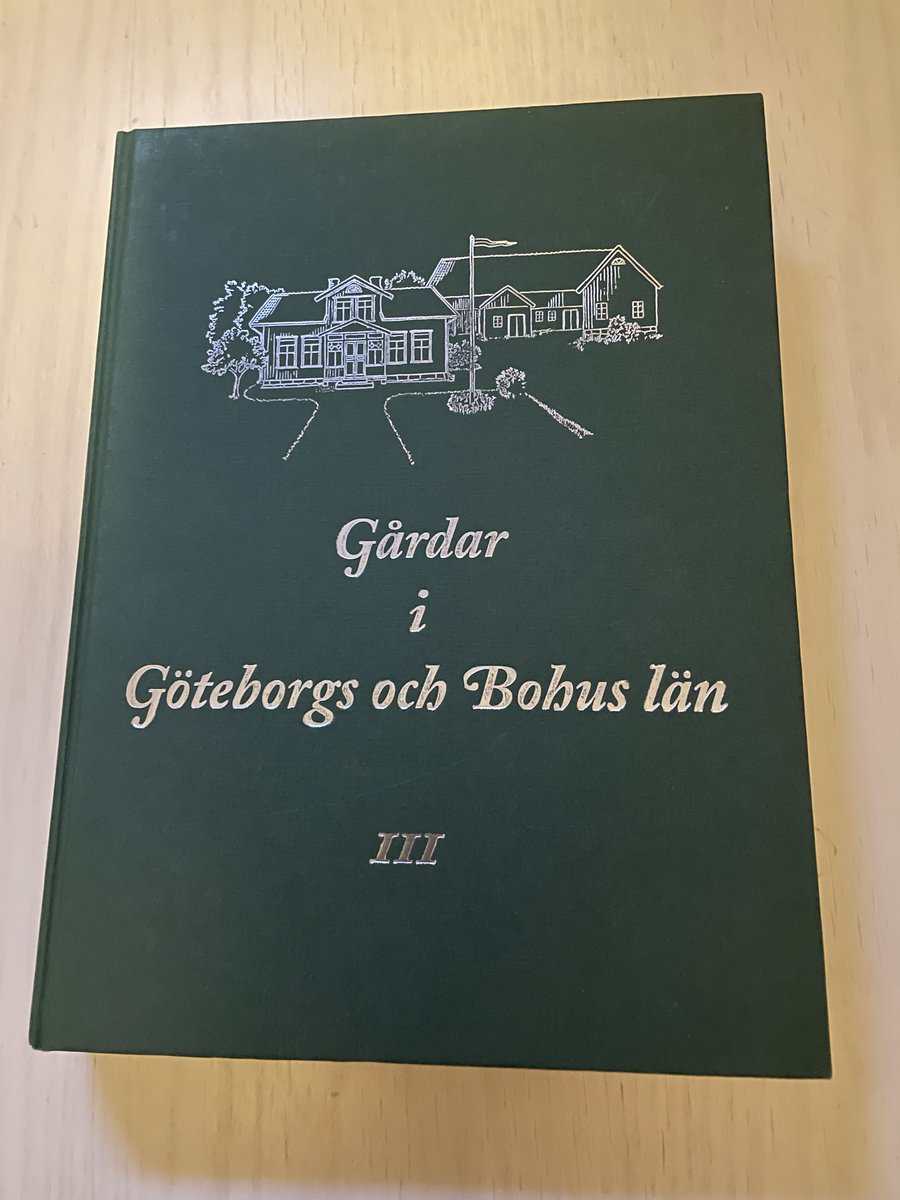 Gårdar
i
Göteborgs och Bohus län
III